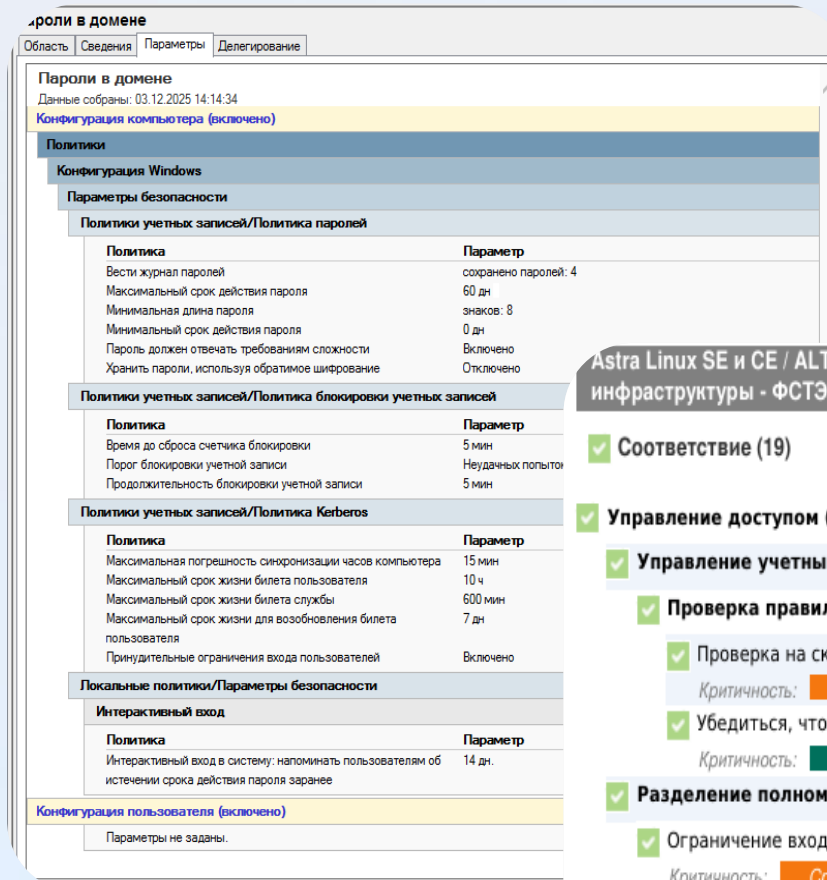 ароли в домене
Область Сведения Параметры Делегирование
Пароли в домене
Данные собраны: 03.12.2025 14:14:34
Конфигурация компьютера (включено)
Политики
Конфигурация Windows
Параметры безопасности
Политики учетных записей/Политика паролей
Политика Параметр
Вести журнал паролей сохранено паролей: 4
Максимальный срок действия пароля 60 дн
Минимальная длина пароля знаков: 8
Минимальный срок действия пароля 0 дн
Пароль должен отвечать требованиям сложности Включено
Хранить пароли, используя обратимое шифрование Отключено
Политики учетных записей/Политика блокировки учетных записей
Политика Параметр
Время до сброса счетчика блокировки 5 мин
Порог блокировки учетной записи Неудачных попыток
Продолжительность блокировки учетной записи 5 мин
Политики учетных записей/Политика Kerberos
Политика Параметр
Максимальная погрешность синхронизации часов компьютера 15 мин
Максимальный срок жизни билета пользователя 10 ч
Максимальный срок жизни билета службы 600 мин
Максимальный срок жизни для возобновления билета 7 дн
пользователя
Принудительные ограничения входа пользователей Включено
Локальные политики/Параметры безопасности
Интерактивный вход
Политика Параметр
Интерактивный вход в систему: напоминать пользователям об 14 дн.
истечении срока действия пароля заранее
Конфигурация пользователя (включено)
Параметры не заданы.
Astra Linux SE и CE / ALT
инфраструктуры - ФСТЭ
Соответствие (19)
Управление доступом (
Управление учетны
Проверка правил
Проверка на ск
Критичность:
Убедиться, что
Критичность:
Разделение полном
Ограничение вход
Критичность: Ср